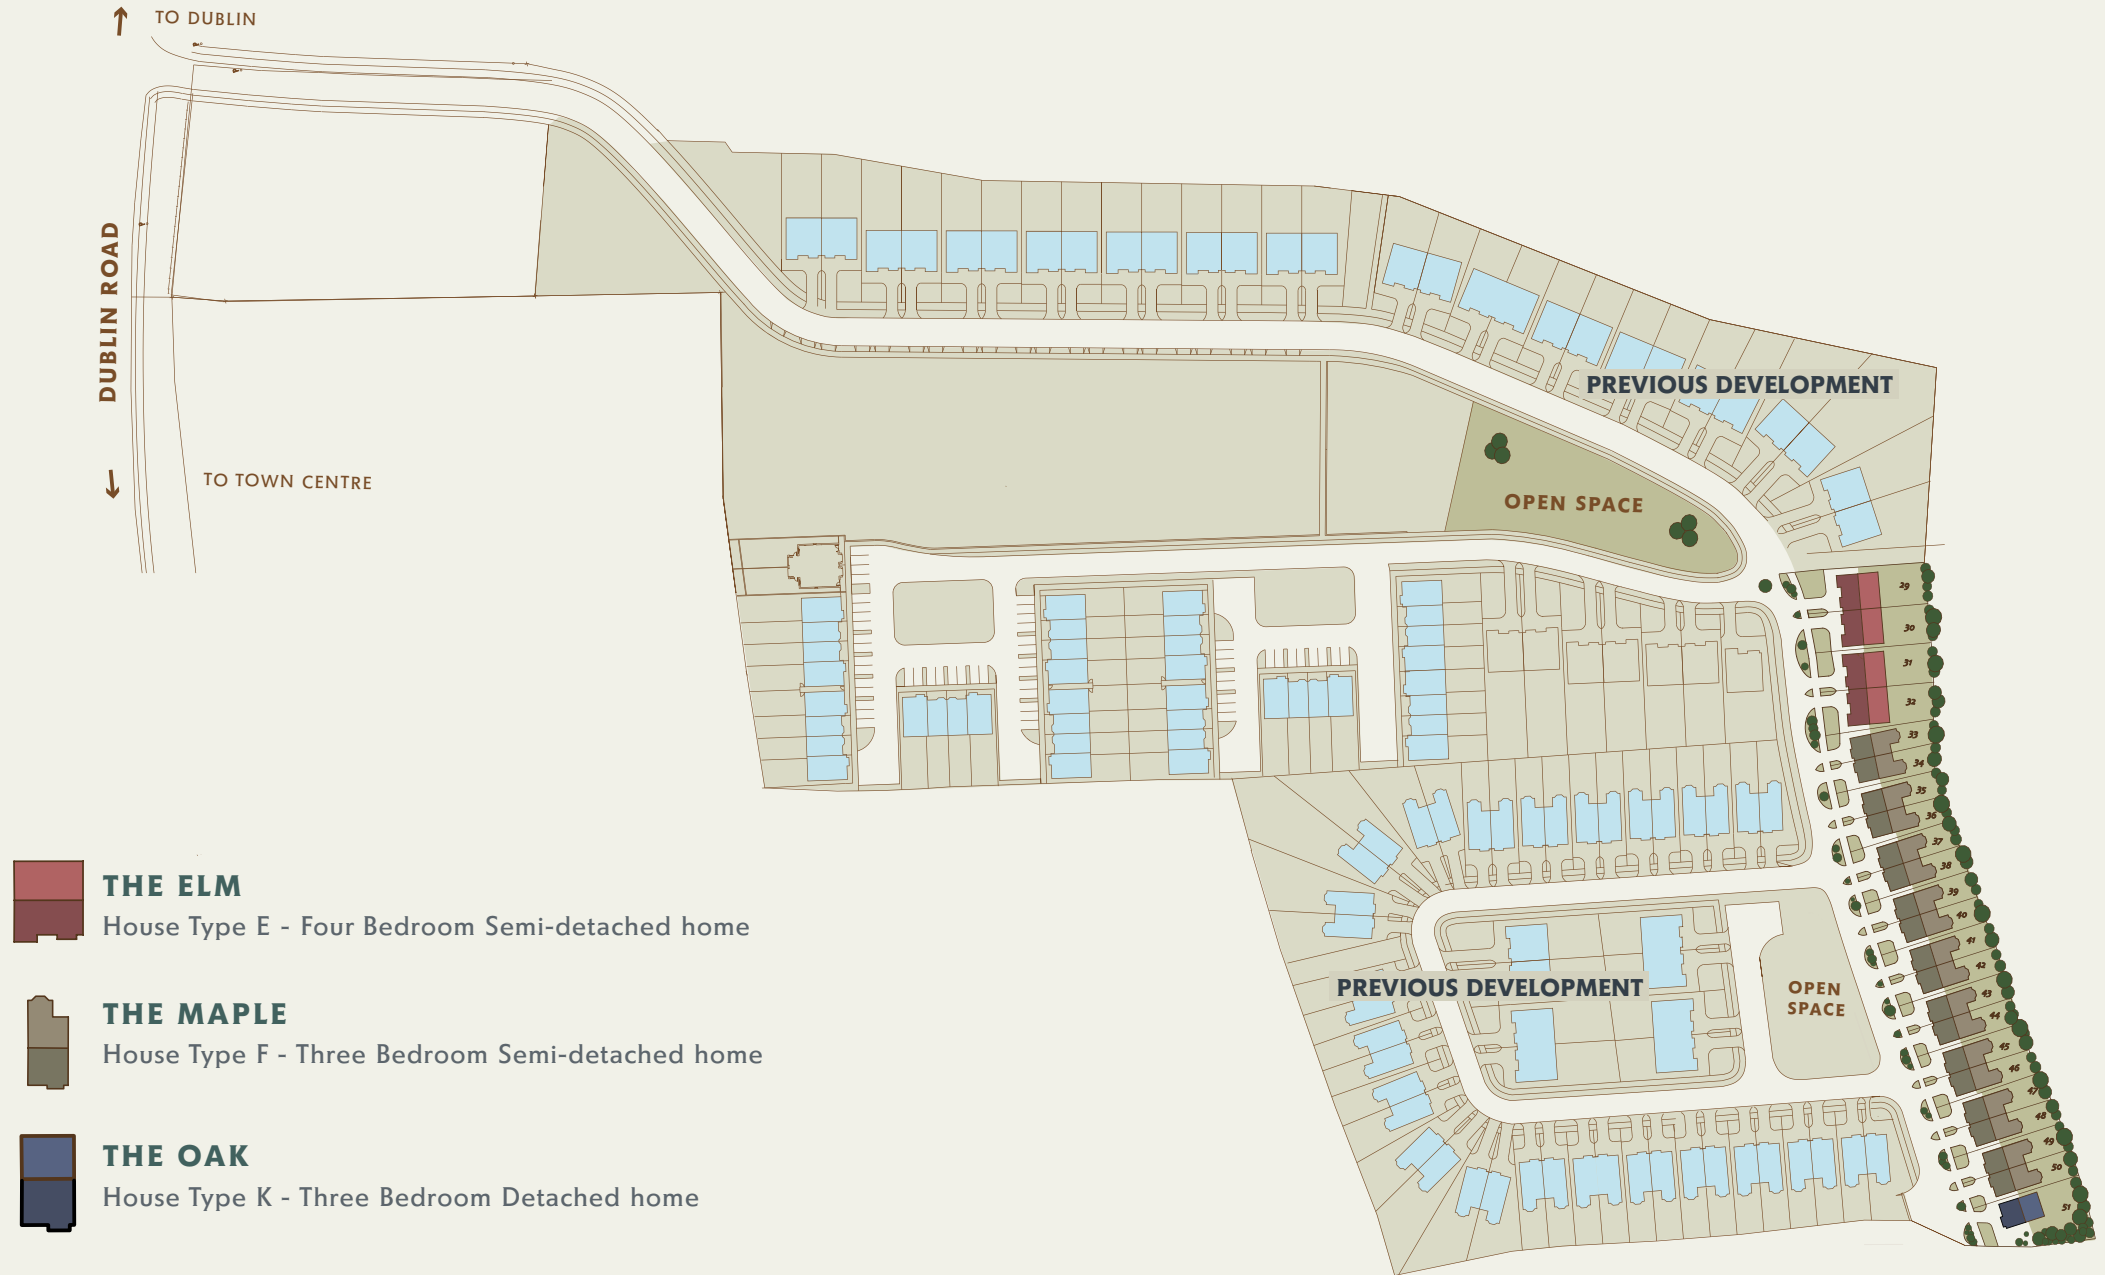 TO DUBLIN
DUBLIN ROAD
TO TOWN CENTRE
PREVIOUS DEVELOPMENT
OPEN SPACE
29
30
31
32
33
34
35
36
37
38
39
40
41
42
43
44
45
46
47
48
49
50
51
PREVIOUS DEVELOPMENT
OPEN
SPACE
THE ELM
House Type E - Four Bedroom Semi-detached home
THE MAPLE
House Type F - Three Bedroom Semi-detached home
THE OAK
House Type K - Three Bedroom Detached home